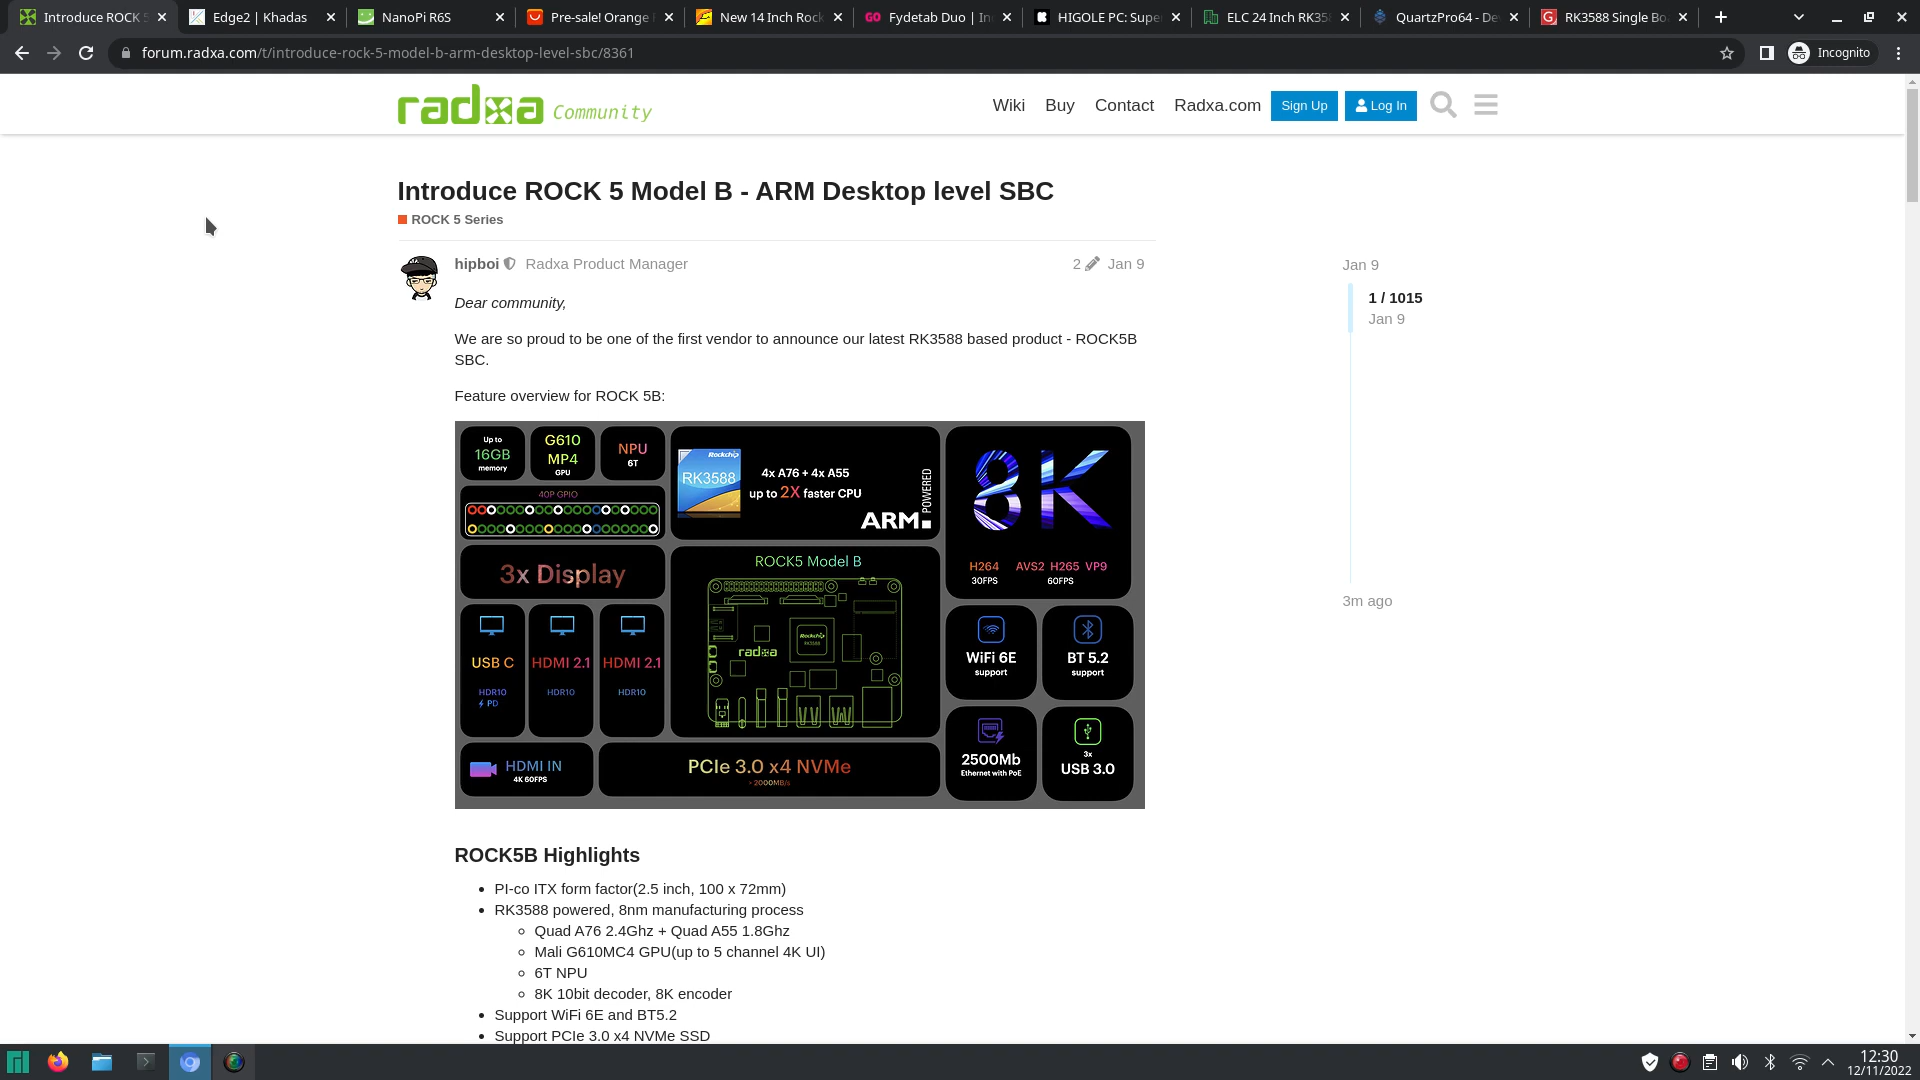 Introduce ROCK 5
Edge2 | Khadas
NanoPi R6S
Pre-sale! Orange
New 14 Inch Rock
Fydetab Duo | In
HIGOLE PC: Super
ELC 24 Inch RK358
QuartzPro64 - De
RK3588 Single Bo
forum.radxa.com/t/introduce-rock-5-model-b-arm-desktop-level-sbc/8361
Incognito
radxa Community
Wiki Buy Contact Radxa.com Sign Up Log In
Introduce ROCK 5 Model B - ARM Desktop level SBC
ROCK 5 Series
hipboi Radxa Product Manager 2 Jan 9
Jan 9
1 / 1015
Jan 9
3m ago
Dear community,
We are so proud to be one of the first vendor to announce our latest RK3588 based product - ROCK5B
SBC.
Feature overview for ROCK 5B:
Up to
16GB
memory
G610
MP4
GPU
NPU
6T
40P GPIO
Rockchip
RK3588
4x A76 + 4x A55
up to 2X faster CPU
ARM
POWERED
8K
H264
30FPS
AVS2 H265 VP9
60FPS
3x Display
USB C
HDR10
PD
HDMI 2.1
HDR10
HDMI 2.1
HDR10
ROCK5 Model B
Rockchip
RK3588
radxa
WiFi 6E
support
BT 5.2
support
HDMI IN
4K 60FPS
PCIe 3.0 x4 NVMe
2500Mb
Ethernet with PoE
3x
USB 3.0
ROCK5B Highlights
• PI-co ITX form factor(2.5 inch, 100 x 72mm)
• RK3588 powered, 8nm manufacturing process
◦ Quad A76 2.4Ghz + Quad A55 1.8Ghz
◦ Mali G610MC4 GPU(up to 5 channel 4K UI)
◦ 6T NPU
◦ 8K 10bit decoder, 8K encoder
• Support WiFi 6E and BT5.2
• Support PCIe 3.0 x4 NVMe SSD
12:30
12/11/2022